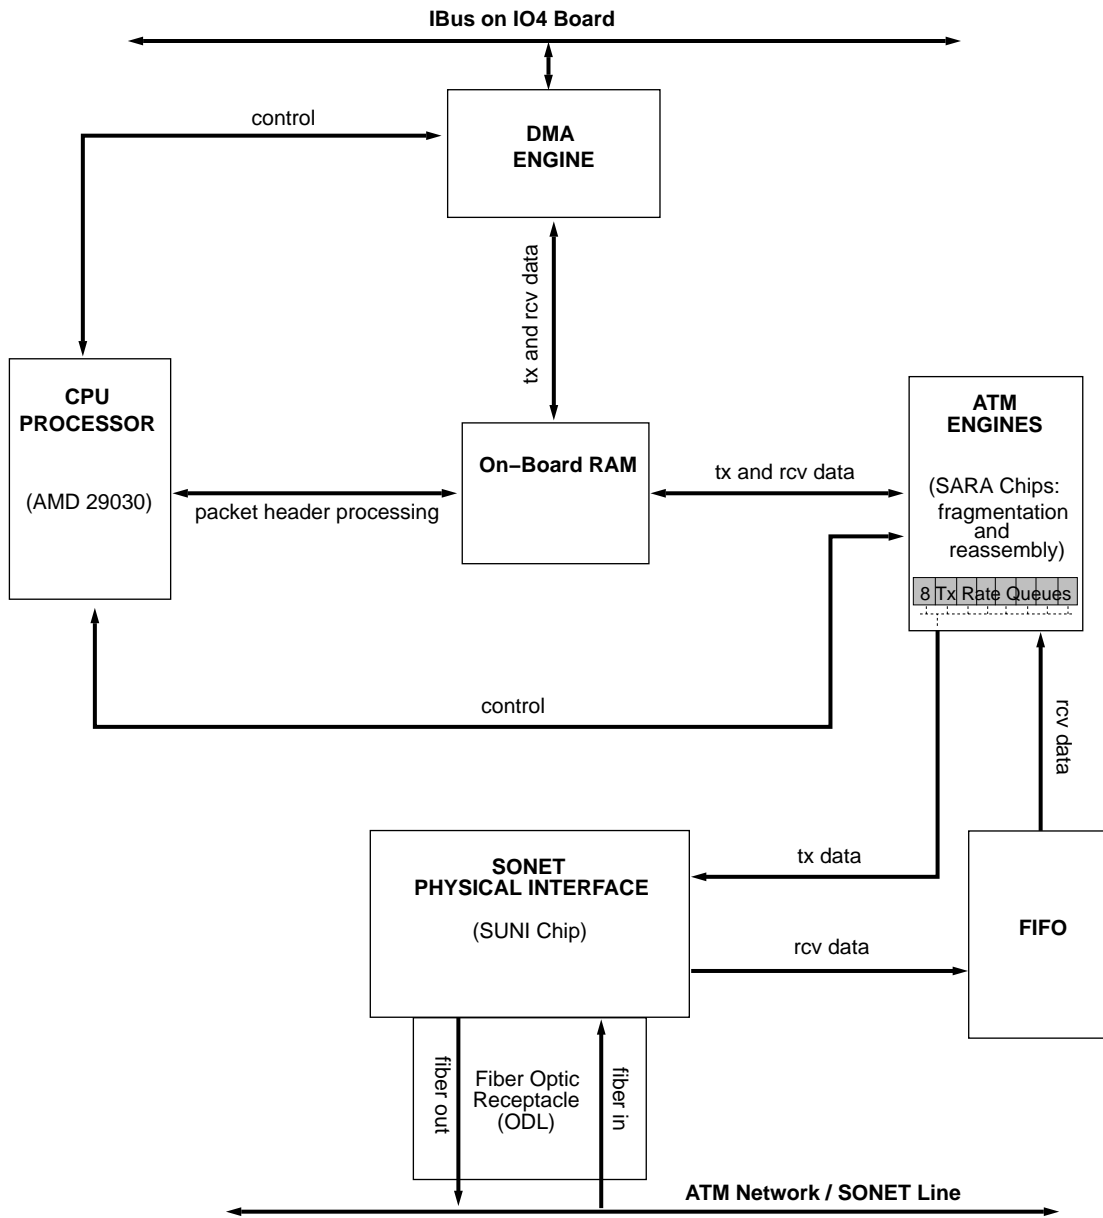 IBus on IO4 Board
control
DMA
ENGINE
tx and rcv data
CPU
PROCESSOR
(AMD 29030)
packet header processing
On–Board RAM
tx and rcv data
ATM
ENGINES
(SARA Chips:
fragmentation
and
reassembly)
8 Tx Rate Queues
control
rcv data
SONET
PHYSICAL INTERFACE
(SUNI Chip)
tx data
rcv data
FIFO
fiber out
Fiber Optic
Receptacle
(ODL)
fiber in
ATM Network / SONET Line